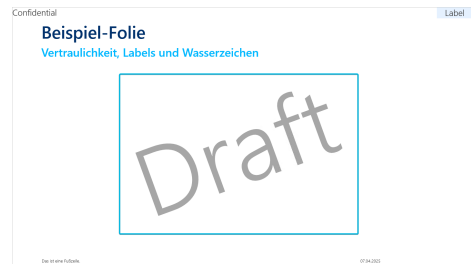 Confidential
Label
Beispiel-Folie
Vertraulichkeit, Labels und Wasserzeichen
Draft
Das ist eine Fußzeile
07.04.2022